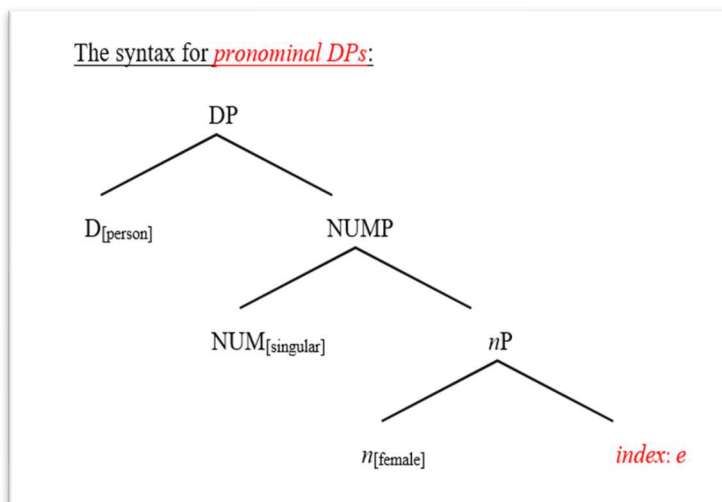 The syntax for pronominal DPs:
DP
D[person]
NUMP
NUM[singular]
nP
n[female]
index: e